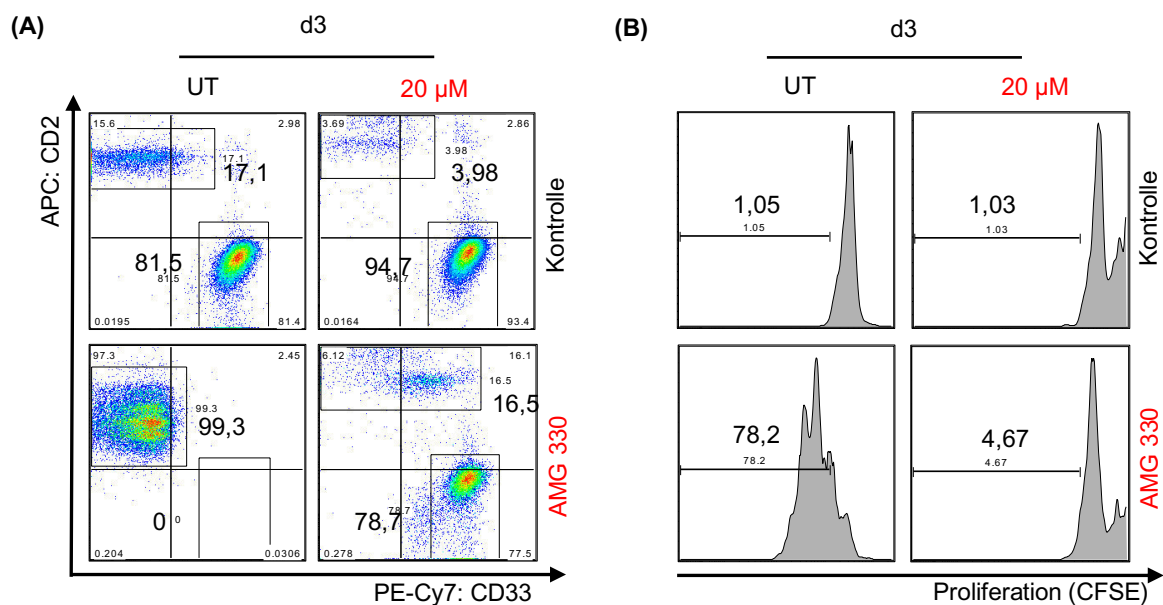 (A)
d3
UT
20 µM
APC: CD2
15.6
2.98
17.1
17,1
81,5
81.5
0.0195
81.4
3.69
2.86
3.98
3,98
94,7
94.7
0.0164
93.4
Kontrolle
97.3
2.45
99.3
99,3
0
0
0.204
0.0306
6.12
16.1
16.5
16,5
78.7
78,7
0.278
77.5
AMG 330
PE-Cy7: CD33
(B)
d3
UT
20 µM
1,05
1.05
1,03
1.03
Kontrolle
78,2
78.2
4,67
4.67
AMG 330
Proliferation (CFSE)